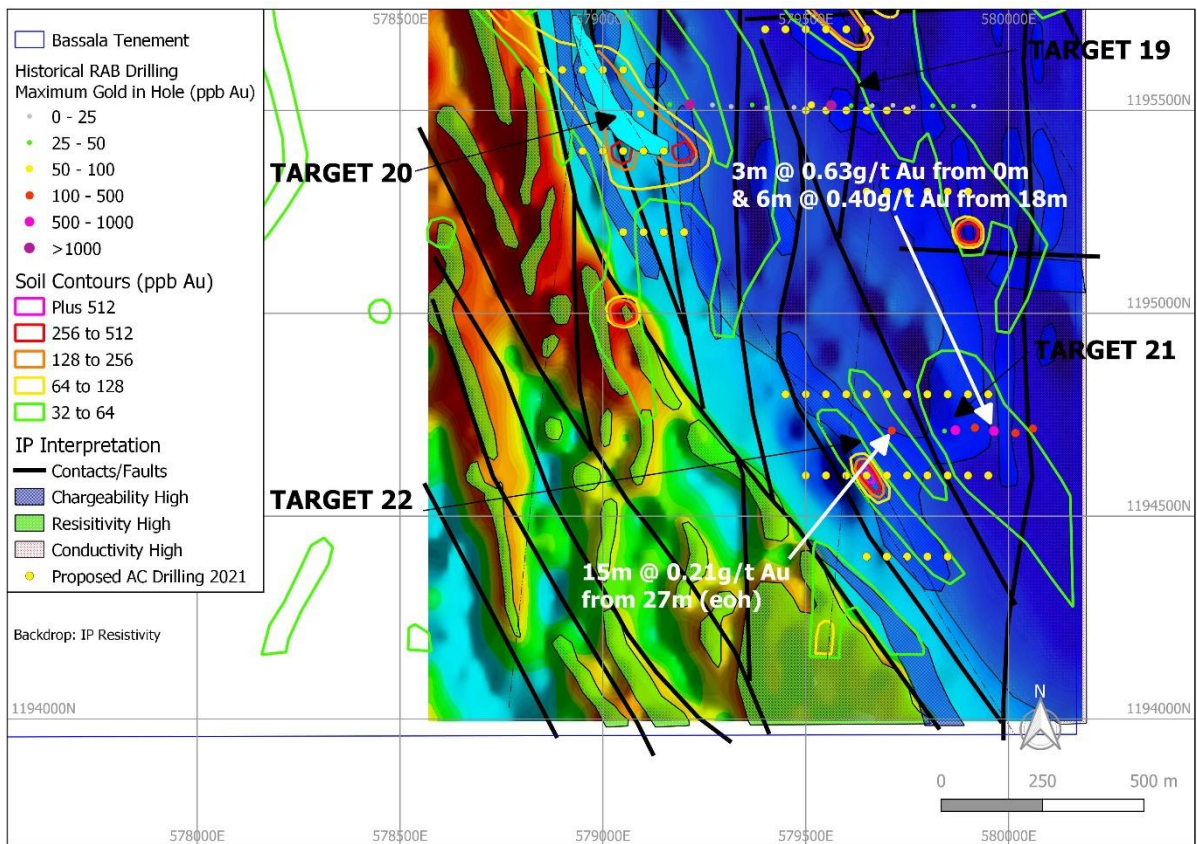 578500E
579000E
579500E
580000E
Bassala Tenement
Historical RAB Drilling
Maximum Gold in Hole (ppb Au)
0 - 25
25 - 50
50 - 100
100 - 500
500 - 1000
>1000
Soil Contours (ppb Au)
Plus 512
256 to 512
128 to 256
64 to 128
32 to 64
IP Interpretation
Contacts/Faults
Chargeability High
Resisitivity High
Conductivity High
Proposed AC Drilling 2021
Backdrop: IP Resistivity
TARGET 19
1195500N
TARGET 20
3m @ 0.63g/t Au from 0m
& 6m @ 0.40g/t Au from 18m
1195000N
TARGET 21
TARGET 22
1194500N
15m @ 0.21g/t Au
from 27m (eoh)
1194000N
1194000N
N
0 250 500 m
578000E
578500E
579000E
579500E
580000E